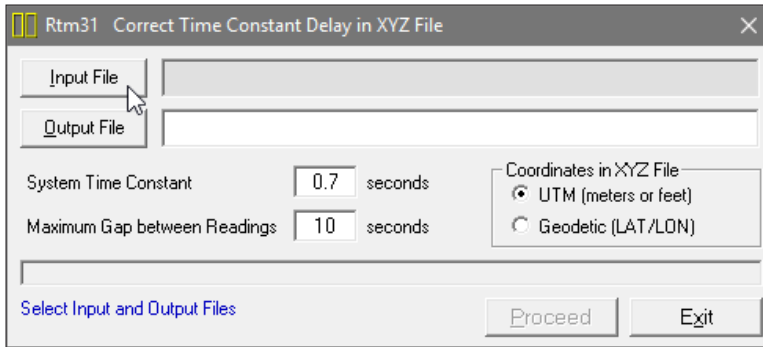 Rtm31 Correct Time Constant Delay in XYZ File
Input File
Output File
System Time Constant 0.7 seconds
Maximum Gap between Readings 10 seconds
Coordinates in XYZ File
UTM (meters or feet)
Geodetic (LAT/LON)
Select Input and Output Files
Proceed
Exit